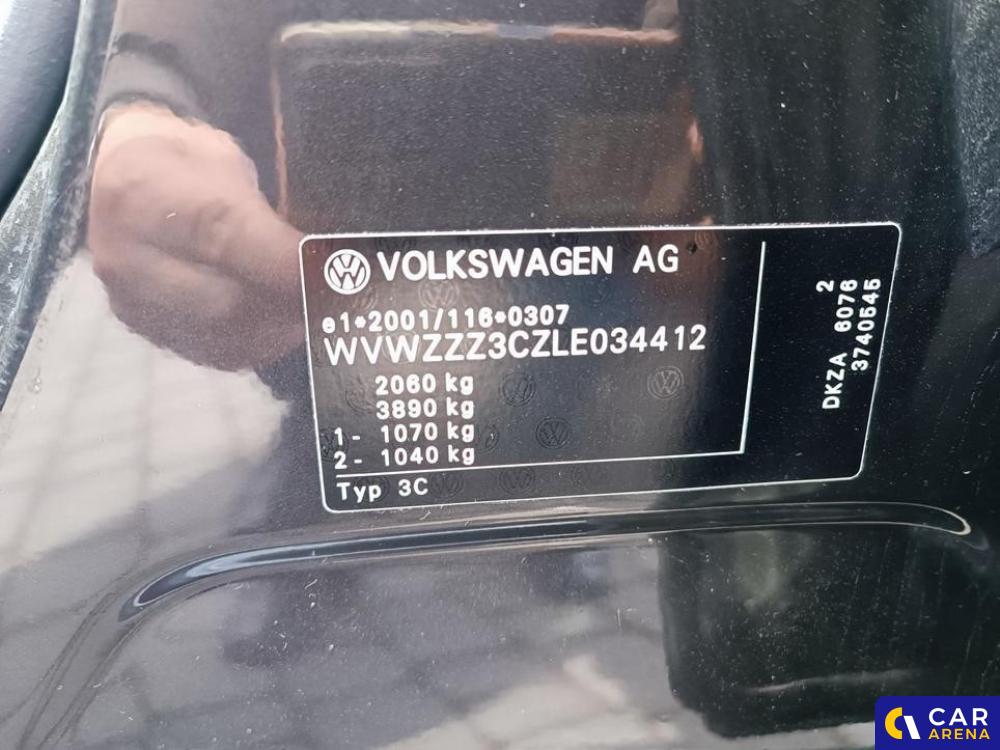 VOLKSWAGEN AG
e1*2001/116*0307
WVWZZZ3CZLE034412
2060 kg
3890 kg
1- 1070 kg
2- 1040 kg
Typ 3C
2
DKZA 6076
3740545
CAR
ARENA